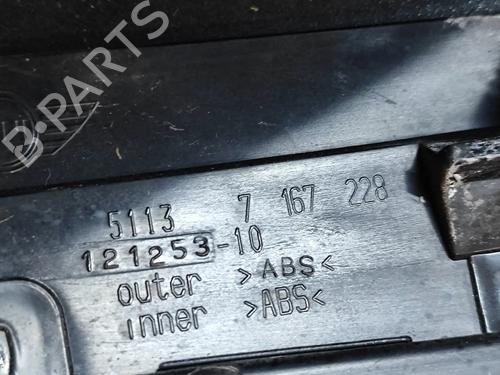 B-PARTS
5113 7 167 228
121253-10
outer >ABS<
inner >ABS<